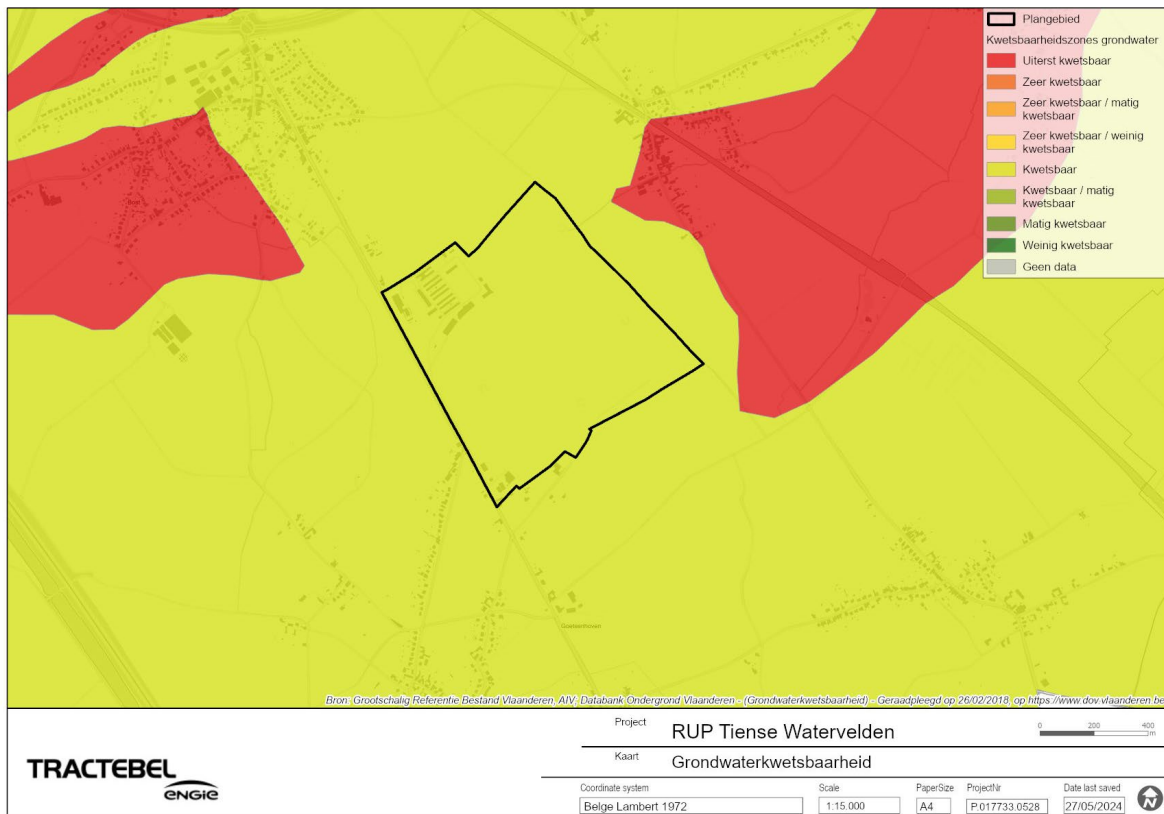 Plangebied
Kwetsbaarheidszones grondwater
Uiterst kwetsbaar
Zeer kwetsbaar
Zeer kwetsbaar / matig
kwetsbaar
Zeer kwetsbaar / weinig
kwetsbaar
Kwetsbaar
Kwetsbaar / matig
kwetsbaar
Matig kwetsbaar
Weinig kwetsbaar
Geen data
Goetsenhoven
Bron: Grootschalig Referentie Bestand Vlaanderen, AIV, Databank Ondergrond Vlaanderen - (Grondwaterkwetsbaarheid) - Geraadpleegd op 26/02/2018, op https://www.dov.vlaanderen.be
Project
RUP Tiense Watervelden
0 200 400
m
Kaart
Grondwaterkwetsbaarheid
TRACTEBEL
ENGIE
Coordinate system
Scale
PaperSize
ProjectNr
Date last saved
Belge Lambert 1972
1:15.000
A4
P.017733.0528
27/05/2024
N